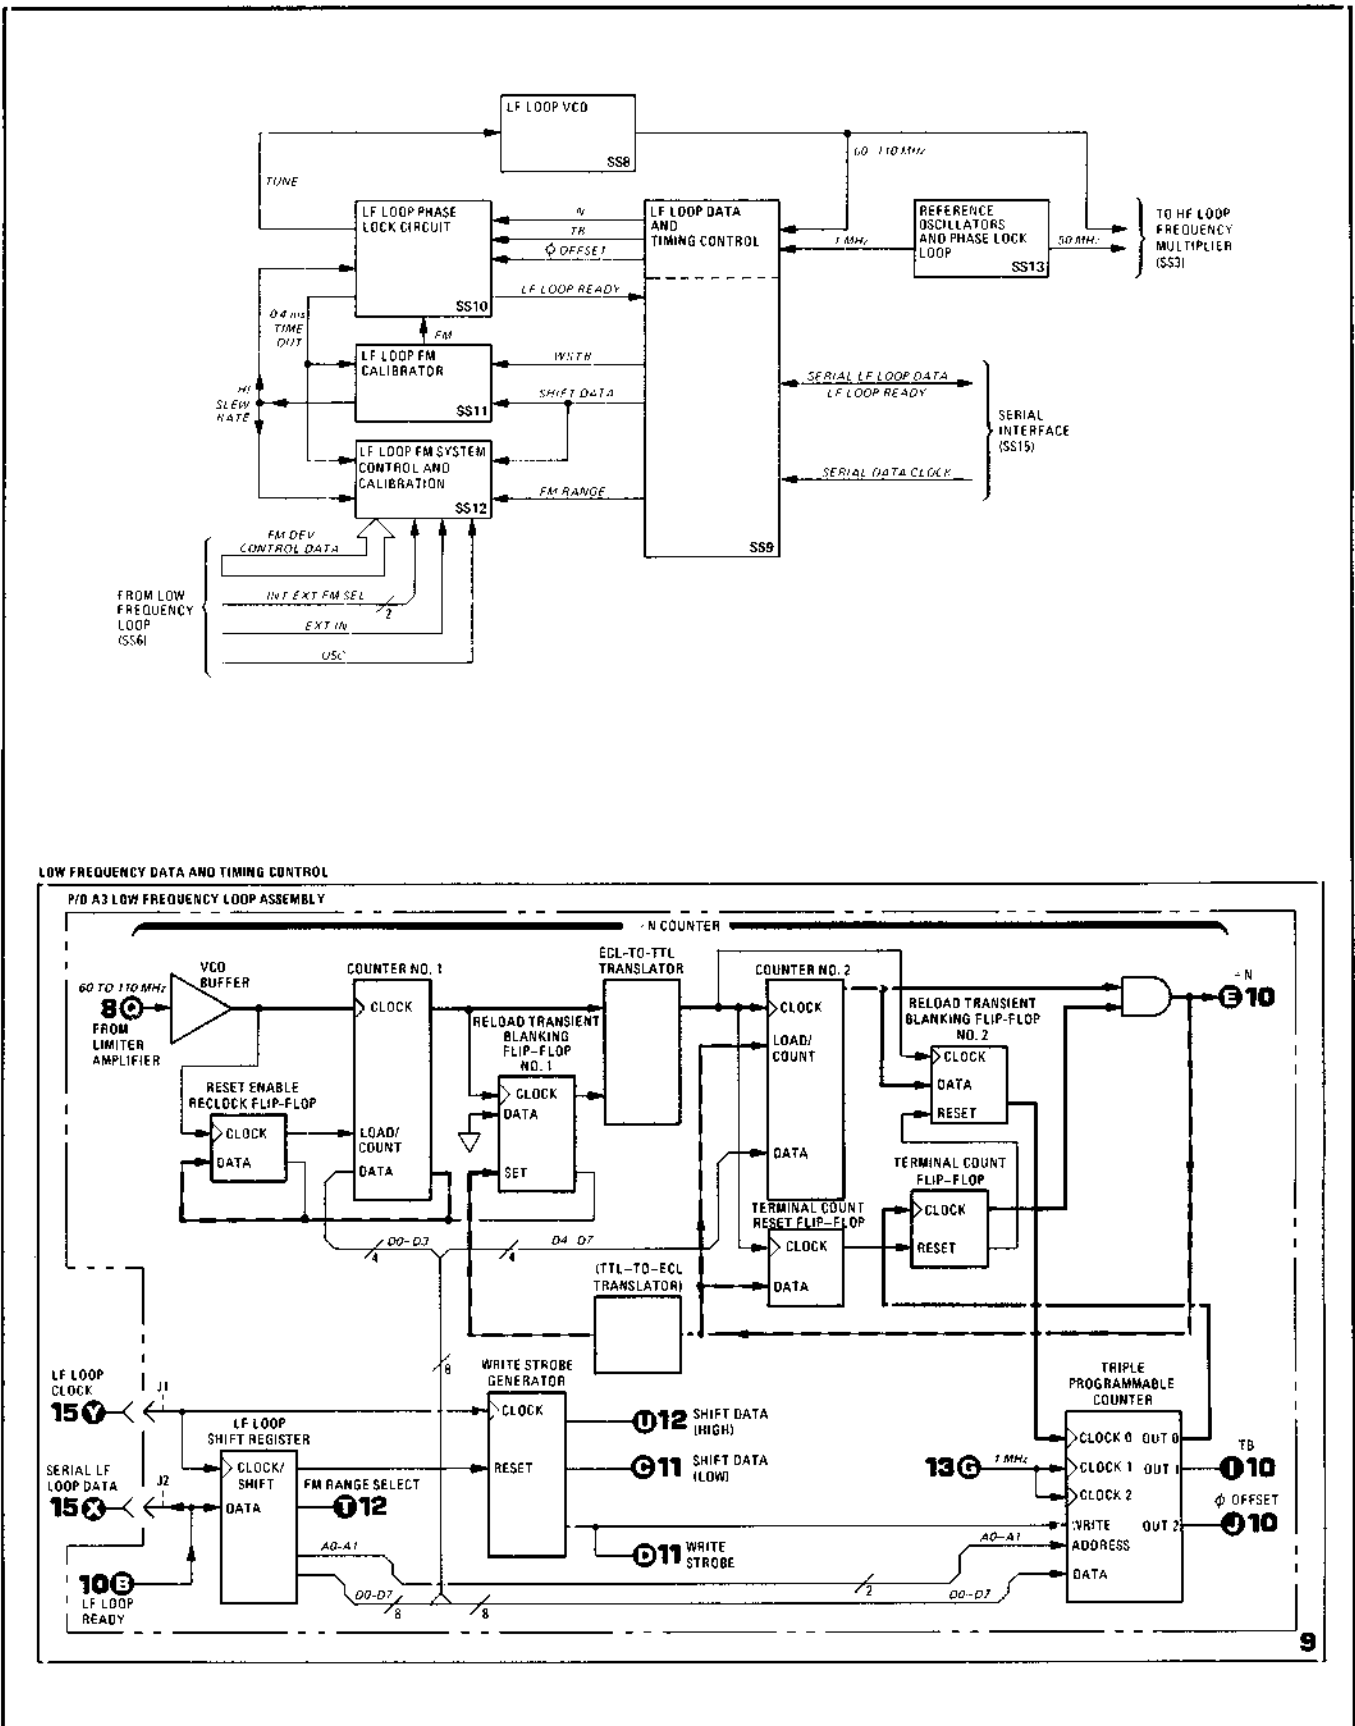 LF LOOP VCO
SS8
60-110 MHz
TUNE
LF LOOP PHASE
LOCK CIRCUIT
SS10
N
TB
ϕ OFFSET
LF LOOP READY
LF LOOP DATA
AND
TIMING CONTROL
SS9
1 MHz
REFERENCE
OSCILLATORS
AND PHASE LOCK
LOOP
SS13
50 MHz
TO HF LOOP
FREQUENCY
MULTIPLIER
(SS3)
0.4 ms
TIME
OUT
FM
LF LOOP FM
CALIBRATOR
SS11
WSTB
SHIFT DATA
HI
SLEW
RATE
LF LOOP FM SYSTEM
CONTROL AND
CALIBRATION
SS12
FM RANGE
SERIAL LF LOOP DATA
LF LOOP READY
SERIAL DATA CLOCK
SERIAL
INTERFACE
(SS15)
FM DEV
CONTROL DATA
INT EXT FM SEL
2
EXT IN
OSC
FROM LOW
FREQUENCY
LOOP
(SS6)
LOW FREQUENCY DATA AND TIMING CONTROL
P/O A3 LOW FREQUENCY LOOP ASSEMBLY
÷N COUNTER
60 TO 110 MHz
8 Q
FROM
LIMITER
AMPLIFIER
VCO
BUFFER
COUNTER NO. 1
CLOCK
LOAD/
COUNT
DATA
RESET ENABLE
RECLOCK FLIP-FLOP
CLOCK
DATA
RELOAD TRANSIENT
BLANKING
FLIP-FLOP
NO. 1
CLOCK
DATA
SET
ECL-TO-TTL
TRANSLATOR
COUNTER NO. 2
CLOCK
LOAD/
COUNT
DATA
RELOAD TRANSIENT
BLANKING FLIP-FLOP
NO. 2
CLOCK
DATA
RESET
÷N
E 10
TERMINAL COUNT
FLIP-FLOP
CLOCK
RESET
TERMINAL COUNT
RESET FLIP-FLOP
CLOCK
DATA
4
D0-D3
4
D4-D7
(TTL-TO-ECL
TRANSLATOR)
8
LF LOOP
CLOCK
15 Y
J1
LF LOOP
SHIFT REGISTER
CLOCK/
SHIFT
DATA
SERIAL LF
LOOP DATA
15 X
J2
FM RANGE SELECT
T 12
WRITE STROBE
GENERATOR
CLOCK
RESET
U 12 SHIFT DATA
(HIGH)
C 11 SHIFT DATA
(LOW)
D 11 WRITE
STROBE
10 B
LF LOOP
READY
A0-A1
D0-D7
8
8
2
A0-A1
D0-D7
13 G
1 MHz
TRIPLE
PROGRAMMABLE
COUNTER
CLOCK 0 OUT 0
CLOCK 1 OUT 1
CLOCK 2
WRITE OUT 2
ADDRESS
DATA
TB
I 10
ϕ OFFSET
J 10
9